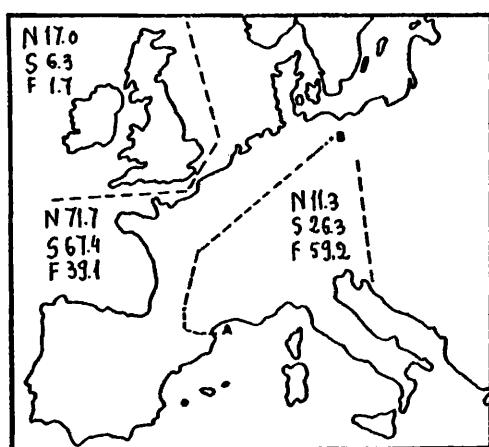 N 17.0
S 6.3
F 1.7
B
N 11.3
S 26.3
F 59.2
N 71.7
S 67.4
F 39.1
A